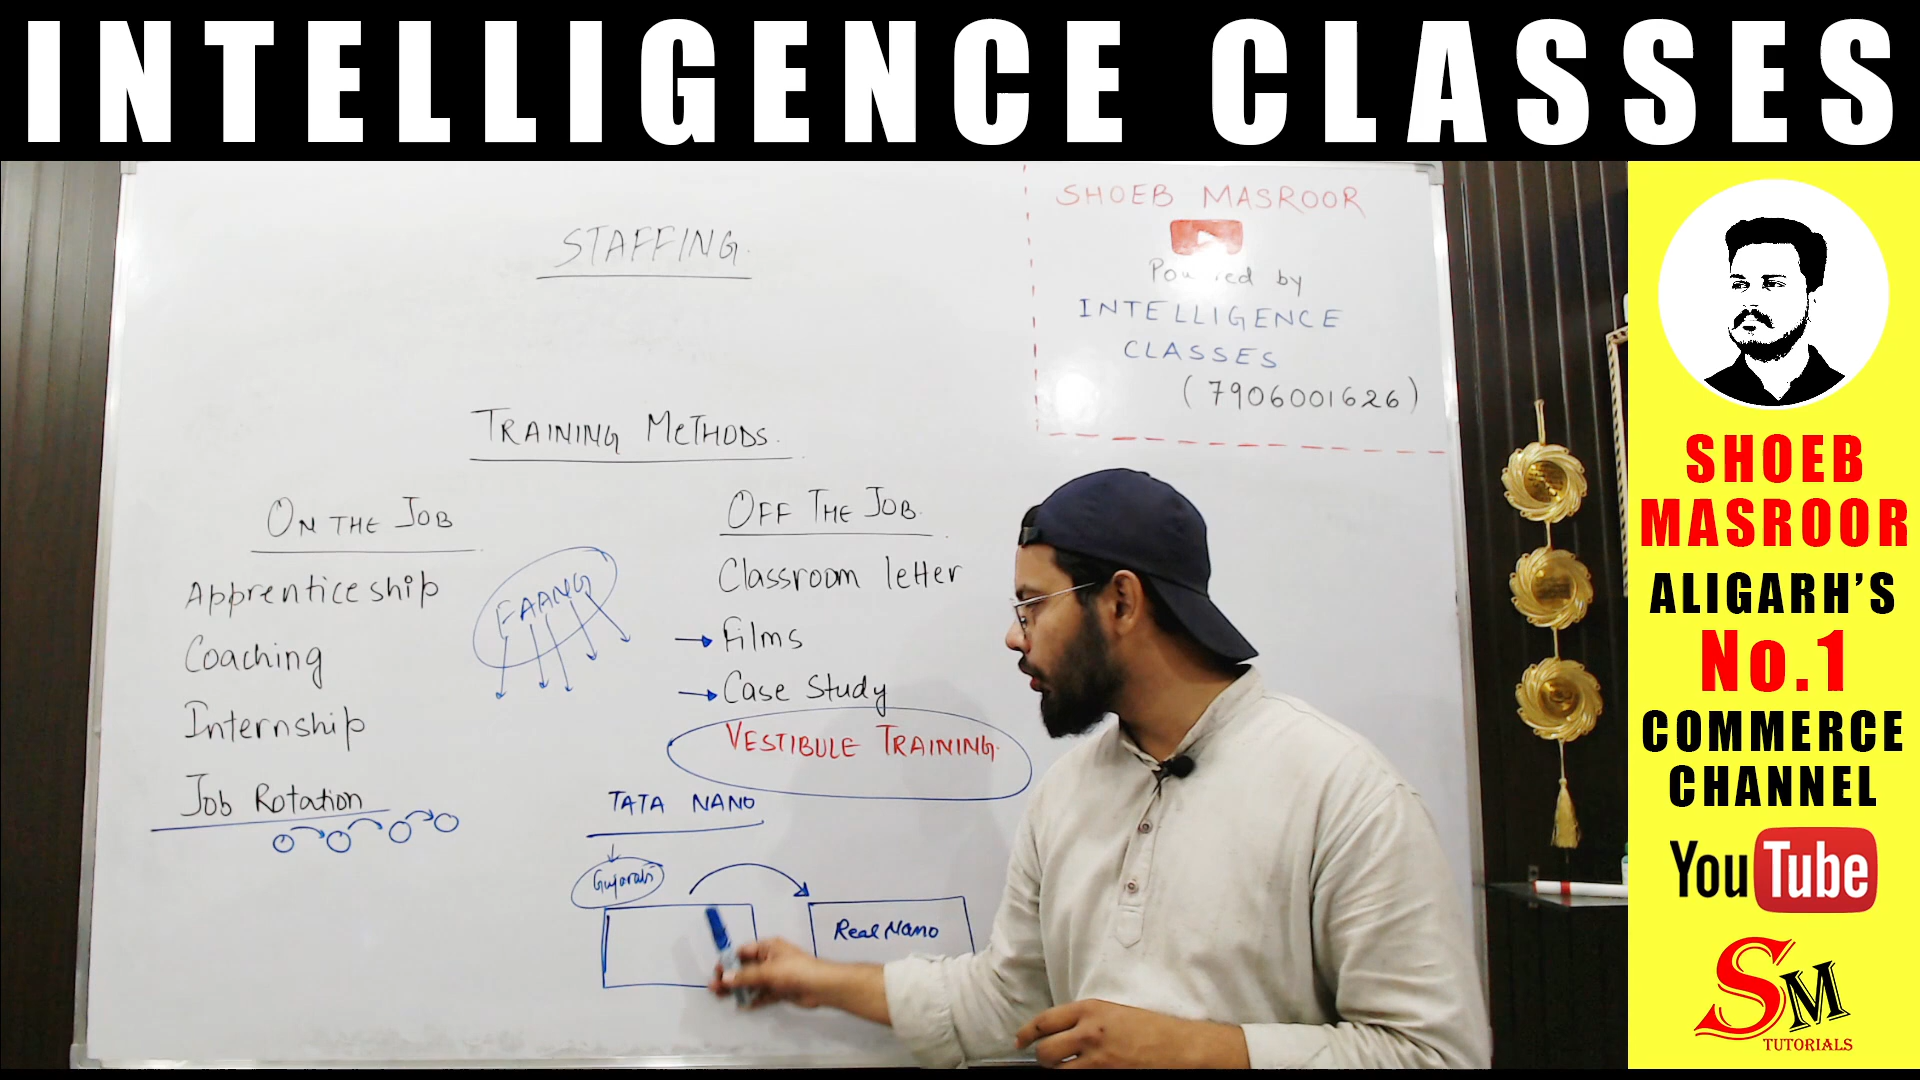 INTELLIGENCE CLASSES
SHOEB MASROOR
Powered by
INTELLIGENCE
CLASSES
(7906001626)
STAFFING.
TRAINING METHODS.
ON THE JOB
Apprenticeship
Coaching
Internship
Job Rotation
FAANG
OFF THE JOB.
Classroom letter
Films
Case Study
VESTIBULE TRAINING.
TATA NANO
Real Nano
SHOEB
MASROOR
ALIGARH'S
No.1
COMMERCE
CHANNEL
YouTube
SM
TUTORIALS